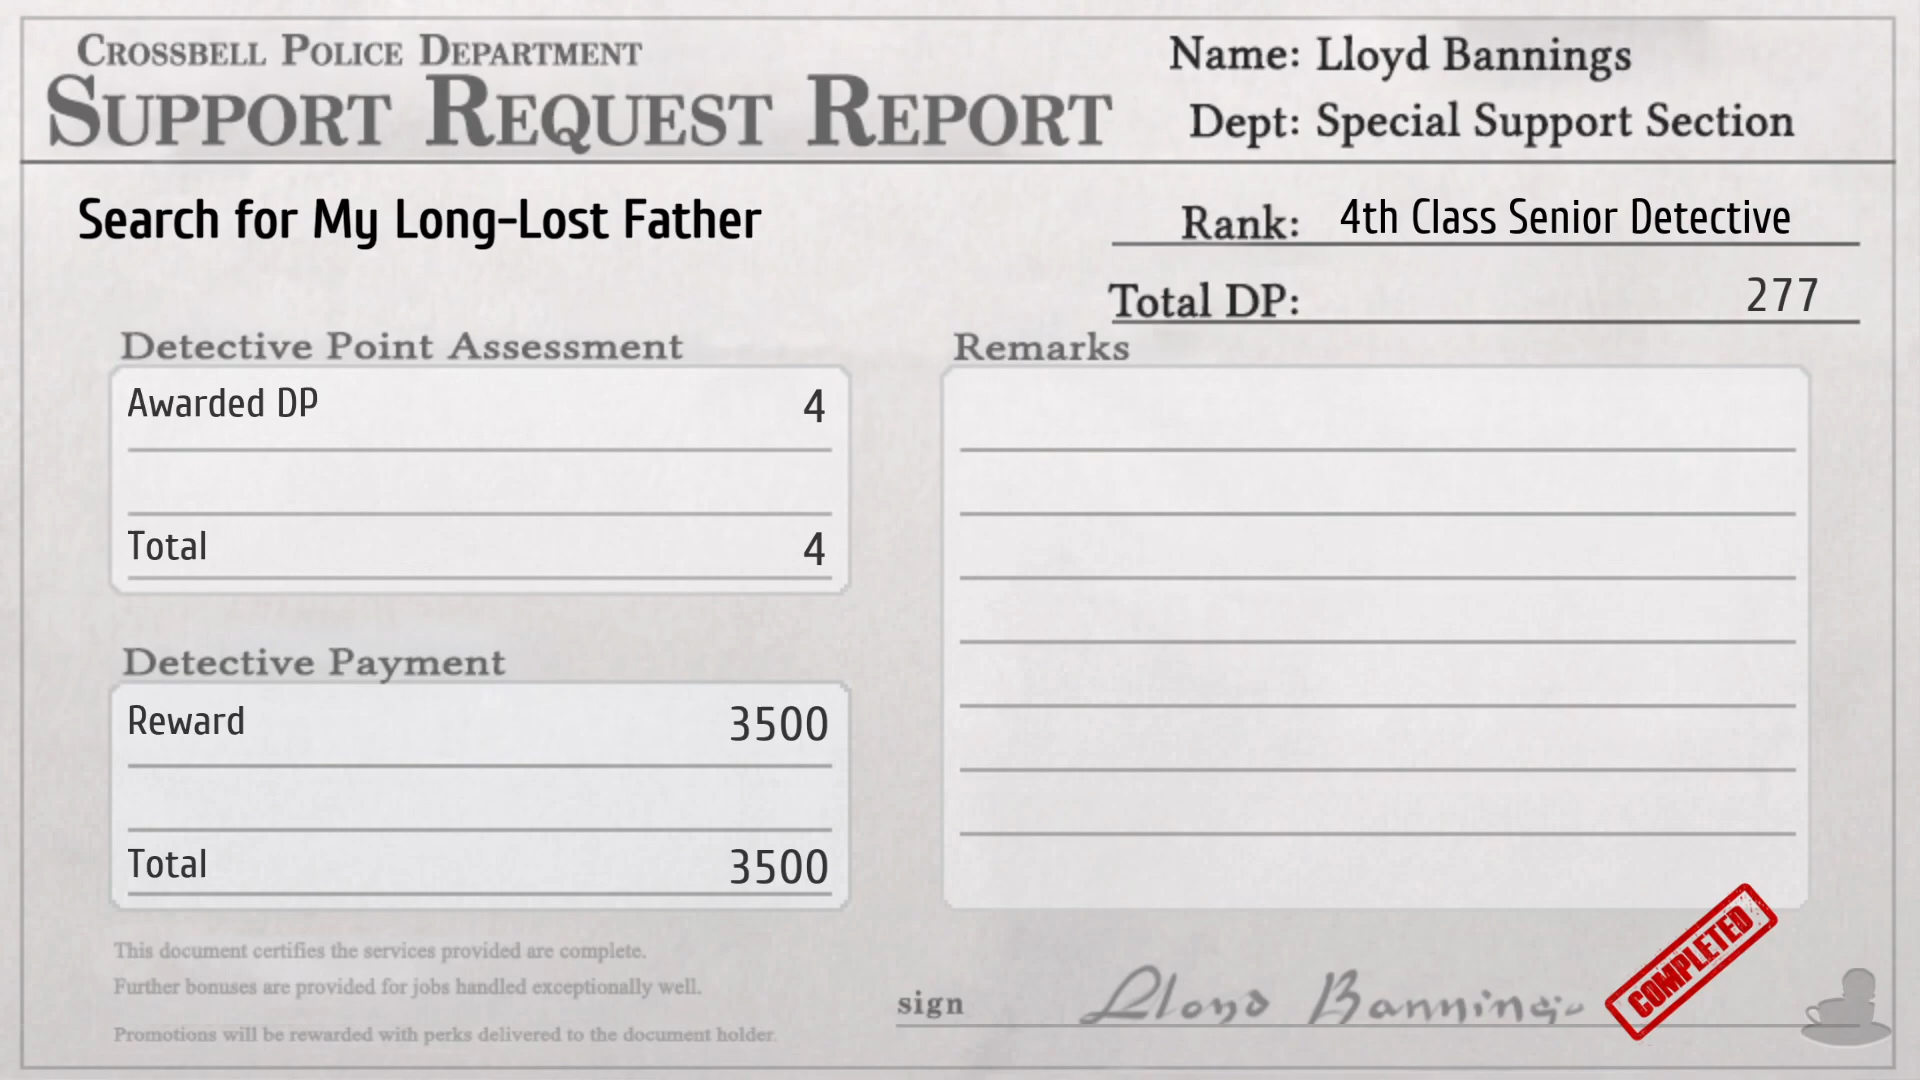 CROSSBELL POLICE DEPARTMENT
SUPPORT REQUEST REPORT
Name: Lloyd Bannings
Dept: Special Support Section
Search for My Long-Lost Father
Rank: 4th Class Senior Detective
Total DP: 277
Detective Point Assessment
Awarded DP 4
Total 4
Remarks
Detective Payment
Reward 3500
Total 3500
This document certifies the services provided are complete.
Further bonuses are provided for jobs handled exceptionally well.
Promotions will be rewarded with perks delivered to the document holder.
sign Lloyd Bannings
COMPLETED